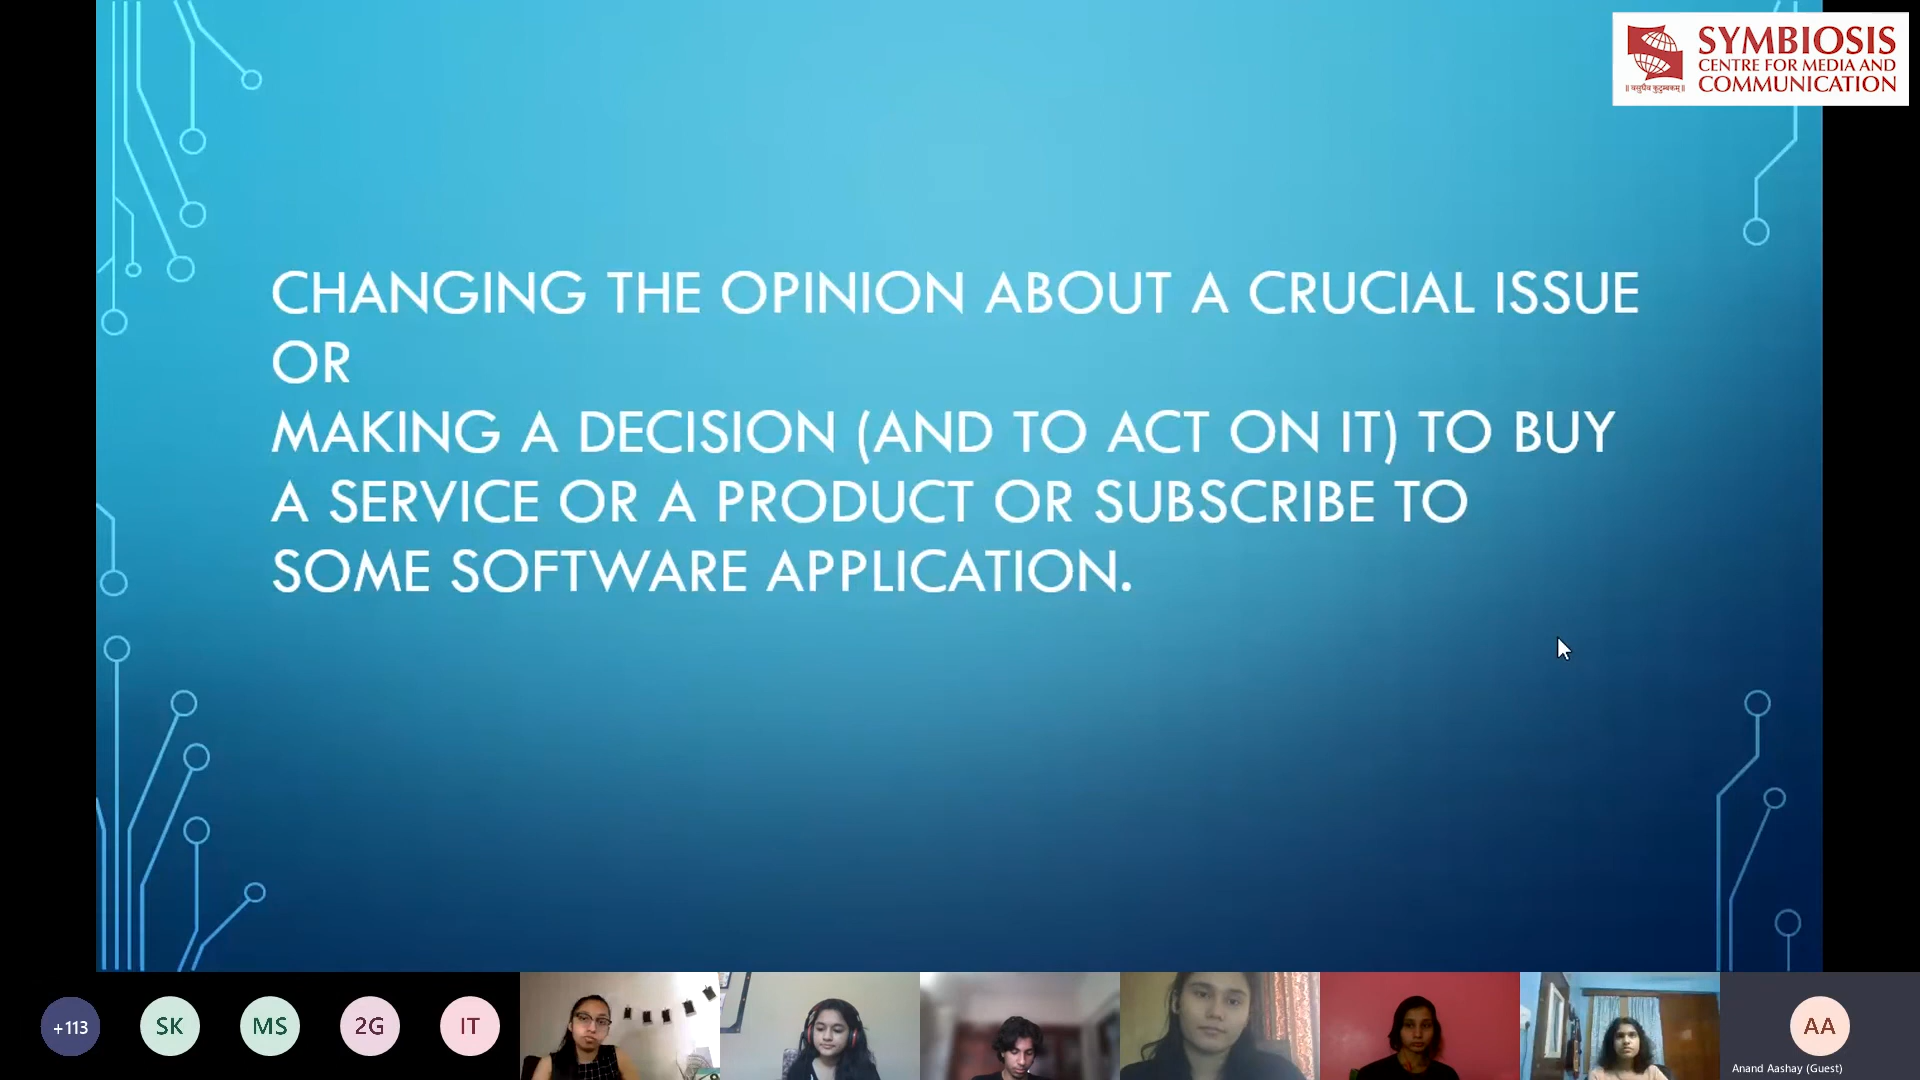 SYMBIOSIS
CENTRE FOR MEDIA AND
COMMUNICATION
॥ वसुधैव कुटुम्बकम् ॥
CHANGING THE OPINION ABOUT A CRUCIAL ISSUE
OR
MAKING A DECISION (AND TO ACT ON IT) TO BUY
A SERVICE OR A PRODUCT OR SUBSCRIBE TO
SOME SOFTWARE APPLICATION.
+113
SK
MS
2G
IT
AA
Anand Aashay (Guest)